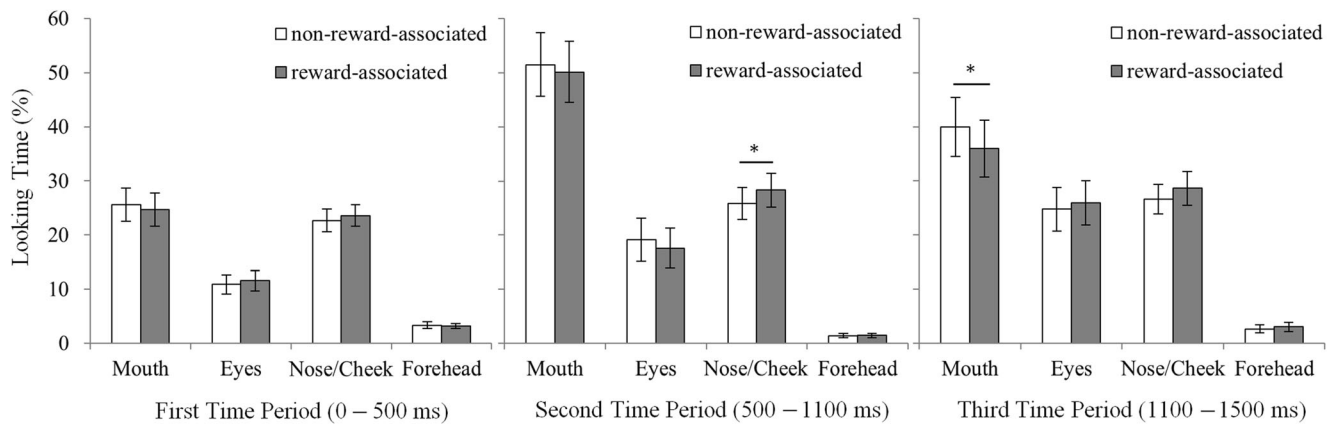 Looking Time (%)
60
50
40
30
20
10
0
non-reward-associated
reward-associated
Mouth Eyes Nose/Cheek Forehead
First Time Period (0 – 500 ms)
non-reward-associated
reward-associated
*
Mouth Eyes Nose/Cheek Forehead
Second Time Period (500 – 1100 ms)
non-reward-associated
reward-associated
*
Mouth Eyes Nose/Cheek Forehead
Third Time Period (1100 – 1500 ms)